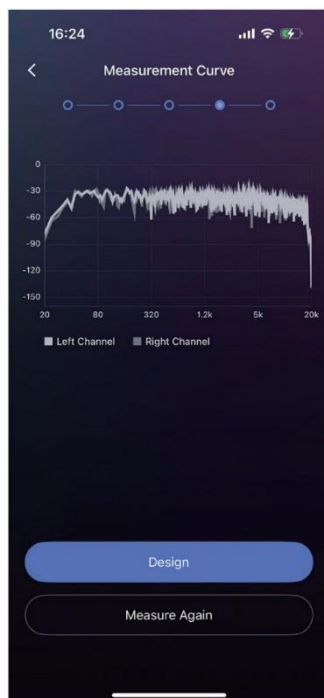 16:24
Measurement Curve
0
-30
-60
-90
-120
-150
20 80 320 1.2k 5k 20k
Left Channel Right Channel
Design
Measure Again